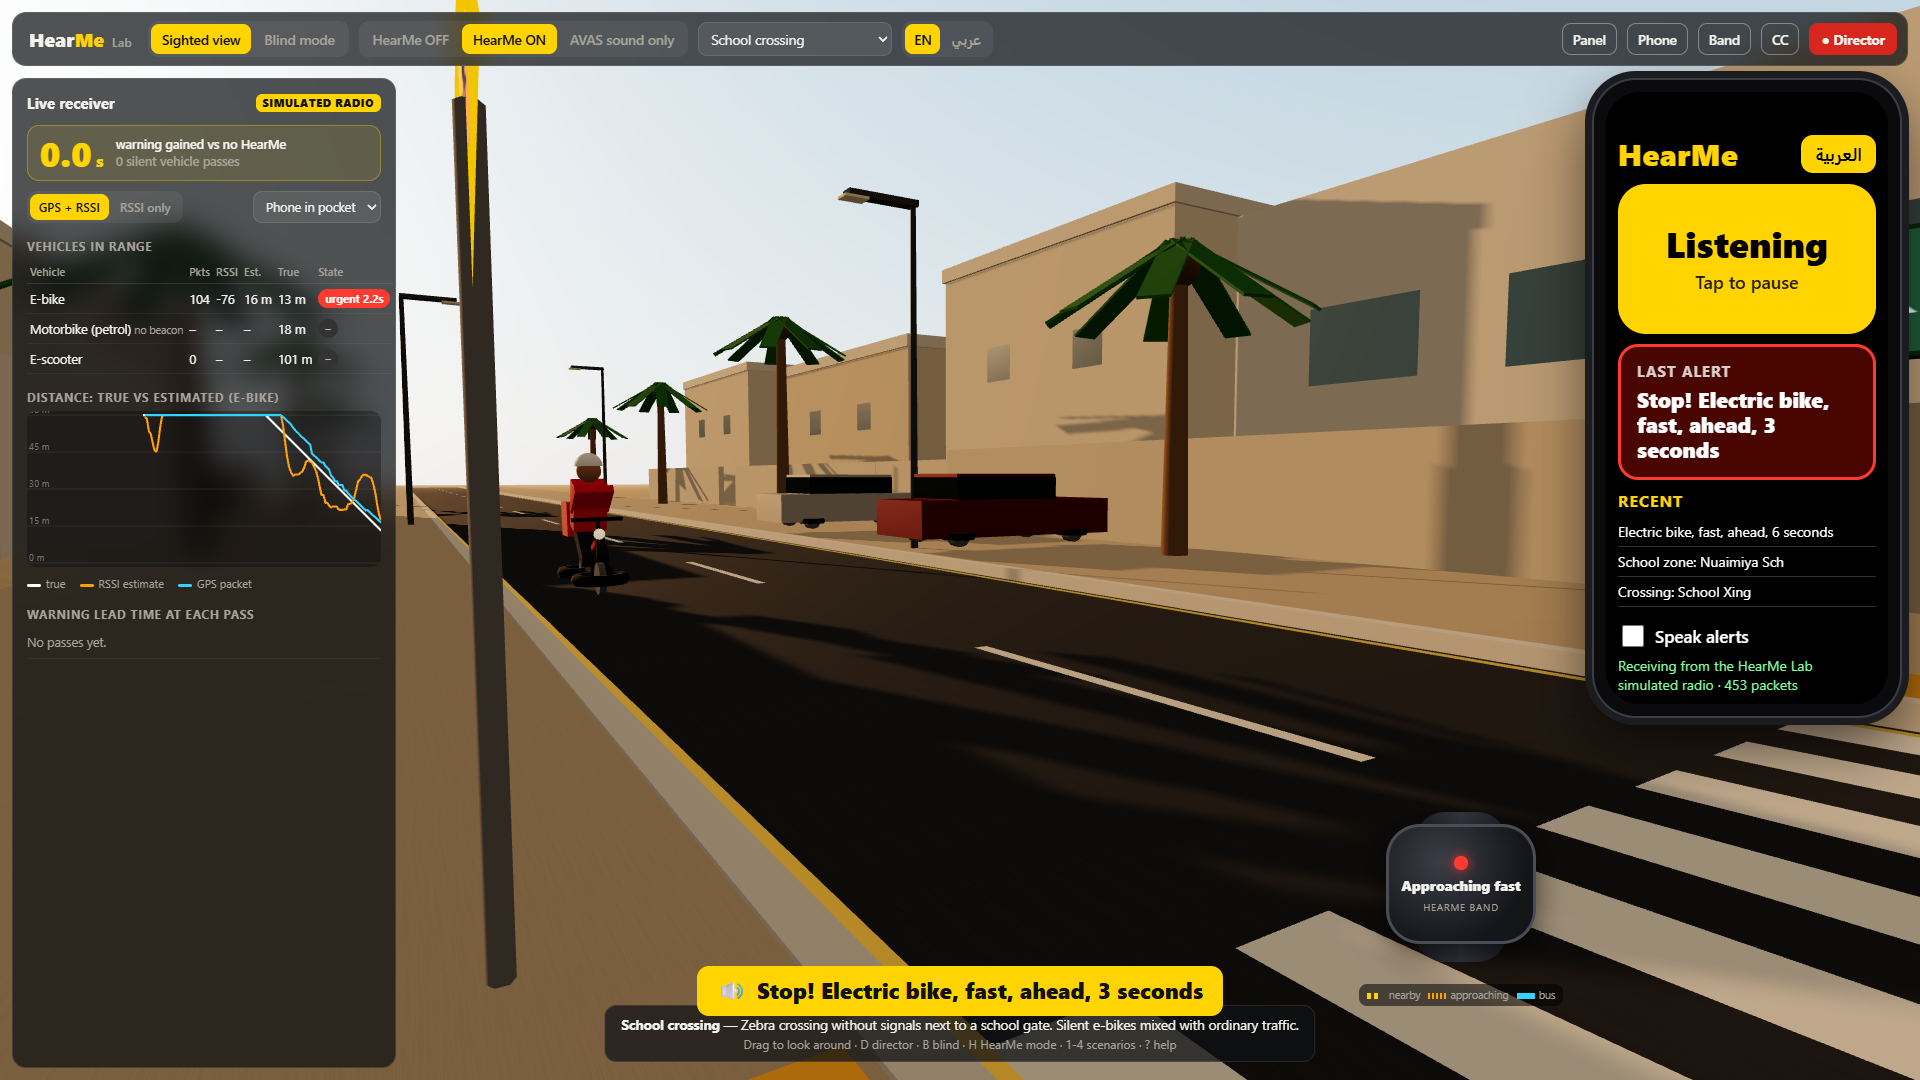 HearMe Lab
Sighted view
Blind mode
HearMe OFF
HearMe ON
AVAS sound only
School crossing
EN
عربي
Panel
Phone
Band
CC
● Director
Live receiver
SIMULATED RADIO
0.0 s
warning gained vs no HearMe
0 silent vehicle passes
GPS + RSSI
RSSI only
Phone in pocket
VEHICLES IN RANGE
Vehicle Pkts RSSI Est. True State
E-bike 104 -76 16 m 13 m urgent 2.2s
Motorbike (petrol) no beacon – – – 18 m –
E-scooter 0 – – 101 m –
DISTANCE: TRUE VS ESTIMATED (E-BIKE)
45 m
30 m
15 m
0 m
true
RSSI estimate
GPS packet
WARNING LEAD TIME AT EACH PASS
No passes yet.
HearMe
العربية
Listening
Tap to pause
LAST ALERT
Stop! Electric bike,
fast, ahead, 3
seconds
RECENT
Electric bike, fast, ahead, 6 seconds
School zone: Nuaimiya Sch
Crossing: School Xing
Speak alerts
Receiving from the HearMe Lab
simulated radio · 453 packets
Approaching fast
HEARME BAND
nearby
approaching
bus
Stop! Electric bike, fast, ahead, 3 seconds
School crossing — Zebra crossing without signals next to a school gate. Silent e-bikes mixed with ordinary traffic.
Drag to look around · D director · B blind · H HearMe mode · 1-4 scenarios · ? help